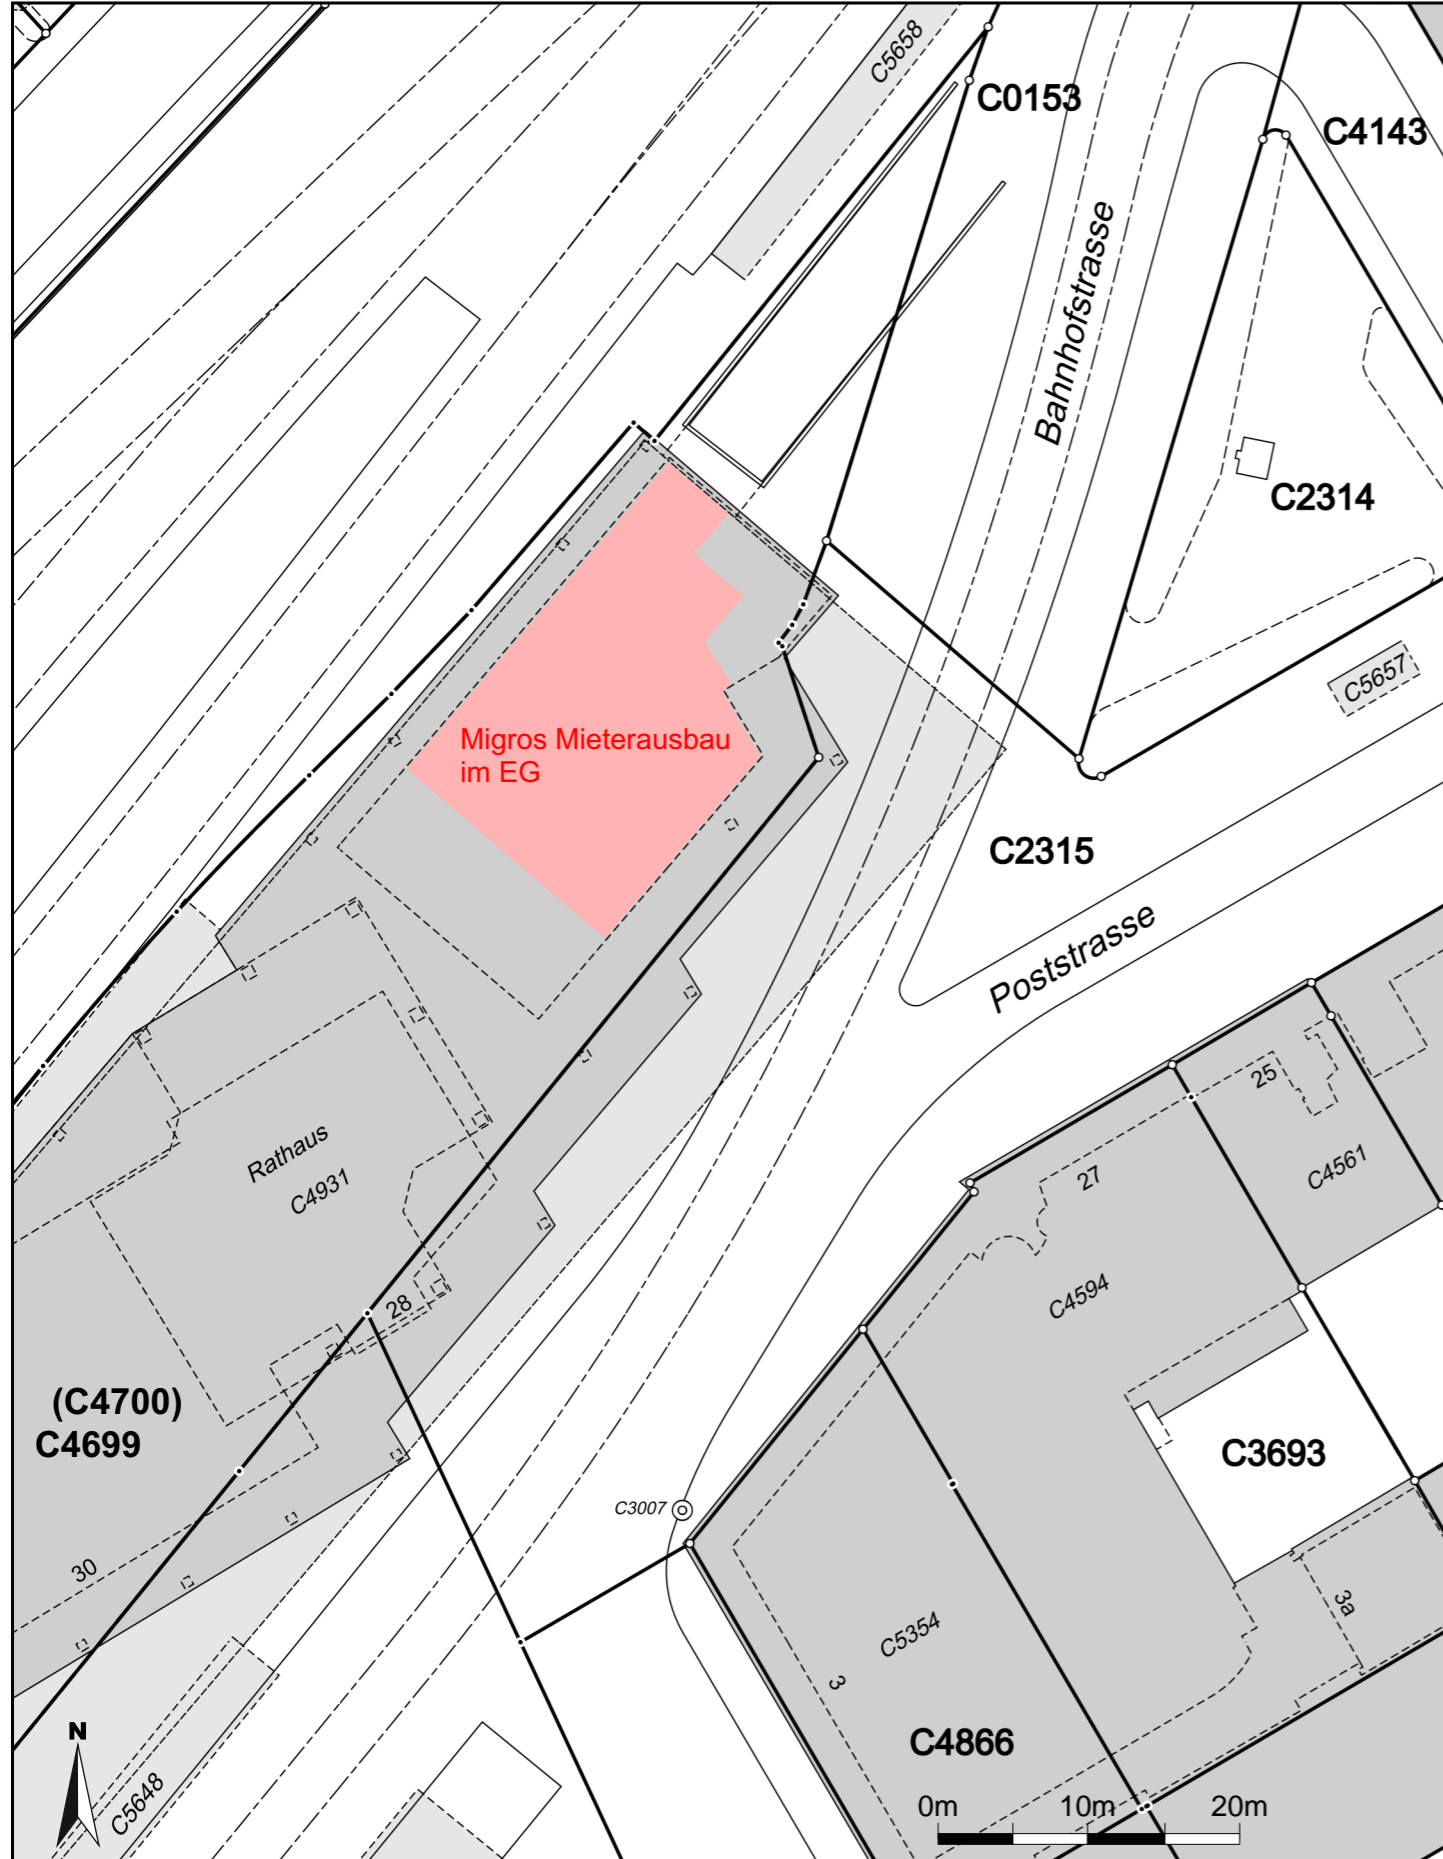 C5658
C0153
C4143
Bahnhofstrasse
C2314
C5657
Migros Mieterausbau
im EG
C2315
Poststrasse
25
Rathaus
C4931
27
C4561
28
C4594
(C4700)
C4699
C3693
C3007
30
3a
C5354
3
N
C4866
C5648
0m 10m 20m